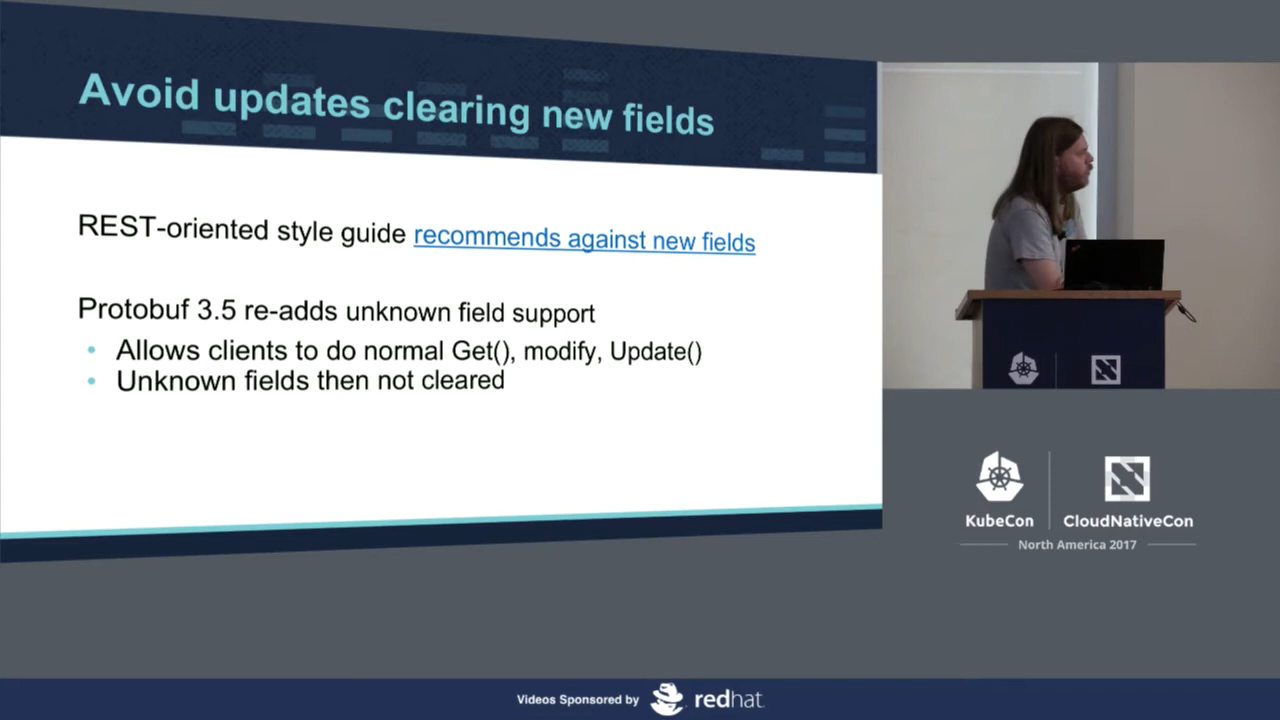 Avoid updates clearing new fields
REST-oriented style guide recommends against new fields
Protobuf 3.5 re-adds unknown field support
• Allows clients to do normal Get(), modify, Update()
• Unknown fields then not cleared
KubeCon
CloudNativeCon
North America 2017
Videos Sponsored by redhat.